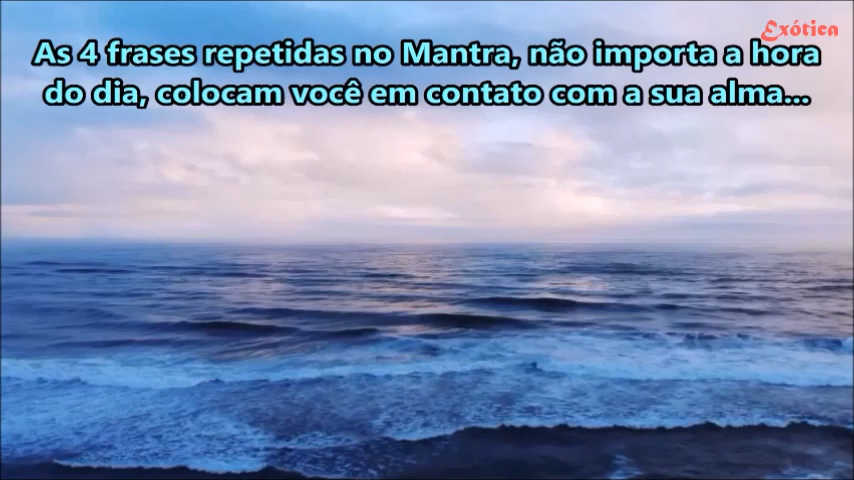 Exótica
As 4 frases repetidas no Mantra, não importa a hora
do dia, colocam você em contato com a sua alma...